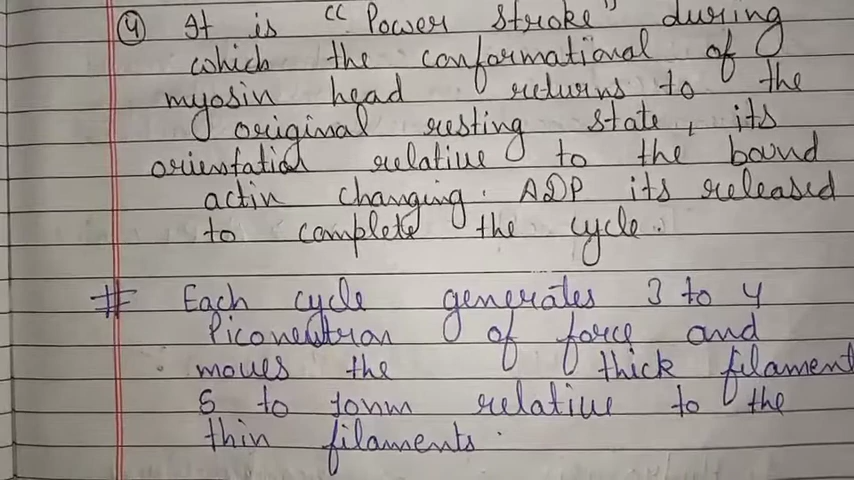 ④ It is "Power Stroke" during
which the conformational of
myosin head returns to the
original resting state, its
orientation relative to the bound
actin changing. ADP its released
to complete the cycle.
# Each cycle generates 3 to 4
Piconeutron of force and
moves the thick filament
5 to 10nm relative to the
thin filaments.